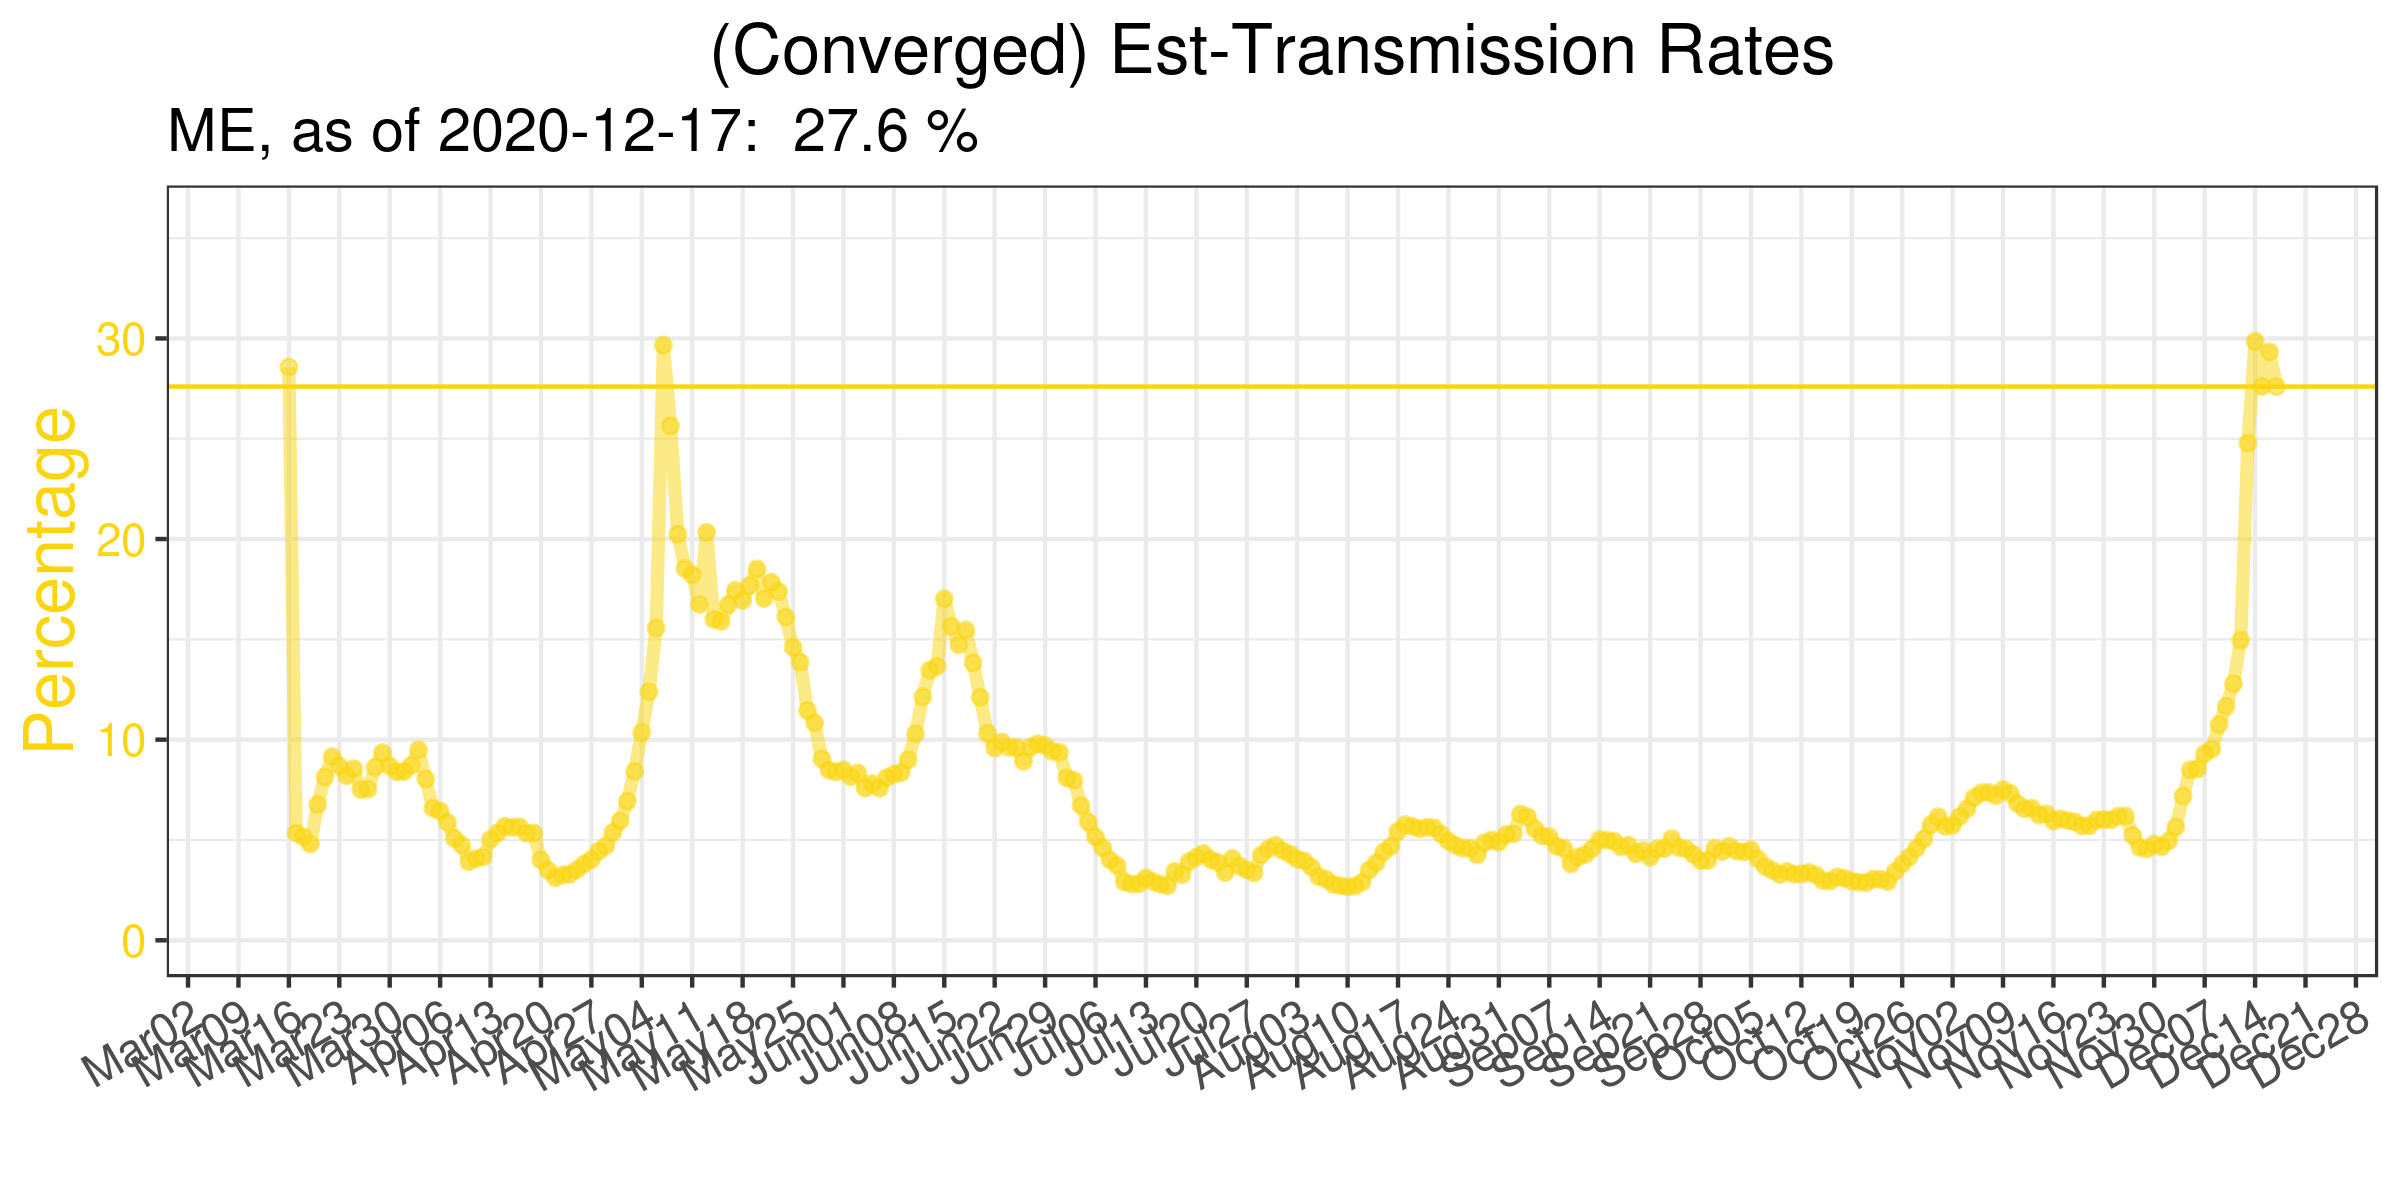 (Converged) Est-Transmission Rates
ME, as of 2020-12-17: 27.6 %
Percentage
30
20
10
0
Mar02
Mar09
Mar16
Mar23
Mar30
Apr06
Apr13
Apr20
Apr27
May04
May11
May18
May25
Jun01
Jun08
Jun15
Jun22
Jun29
Jul06
Jul13
Jul20
Jul27
Aug03
Aug10
Aug17
Aug24
Aug31
Sep07
Sep14
Sep21
Sep28
Oct05
Oct12
Oct19
Oct26
Nov02
Nov09
Nov16
Nov23
Nov30
Dec07
Dec14
Dec21
Dec28